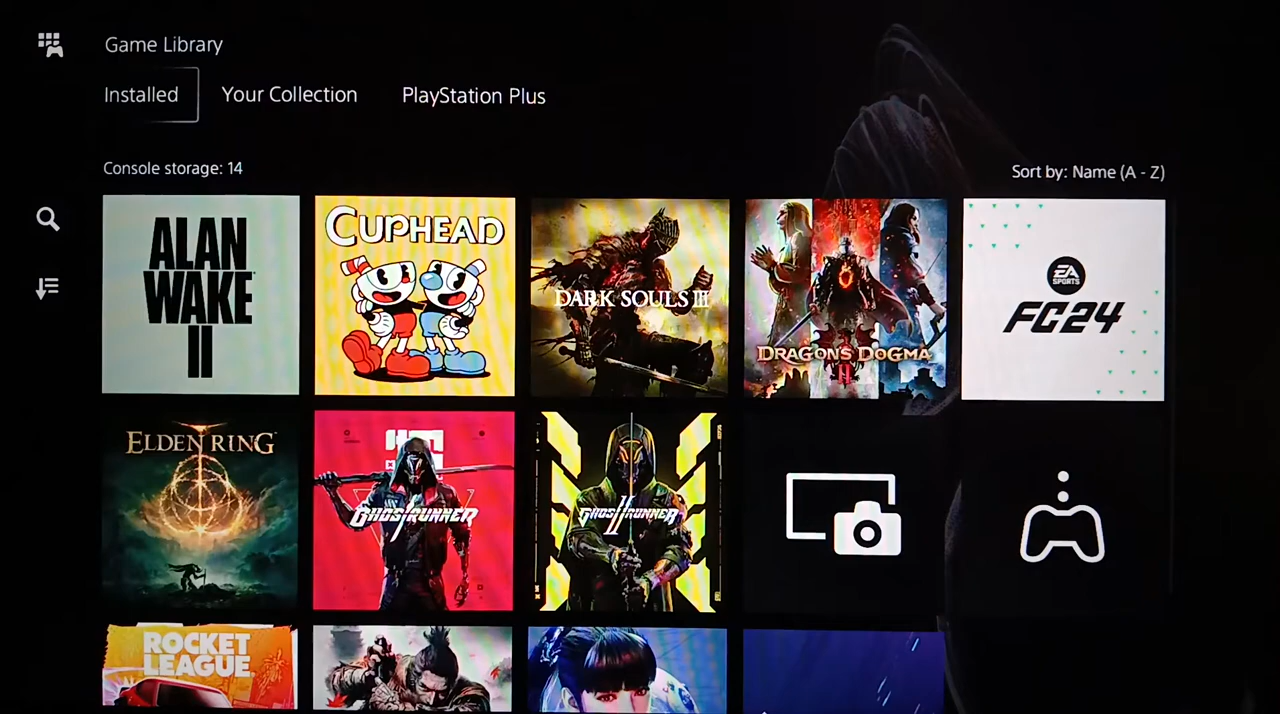 Game Library
Installed
Your Collection
PlayStation Plus
Console storage: 14
Sort by: Name (A - Z)
ALAN
WAKE
II
CUPHEAD
DARK SOULS III
DRAGON'S DOGMA
II
EA
SPORTS
FC24
ELDEN RING
GHOSTRUNNER
GHOSTRUNNER
II
ROCKET
LEAGUE